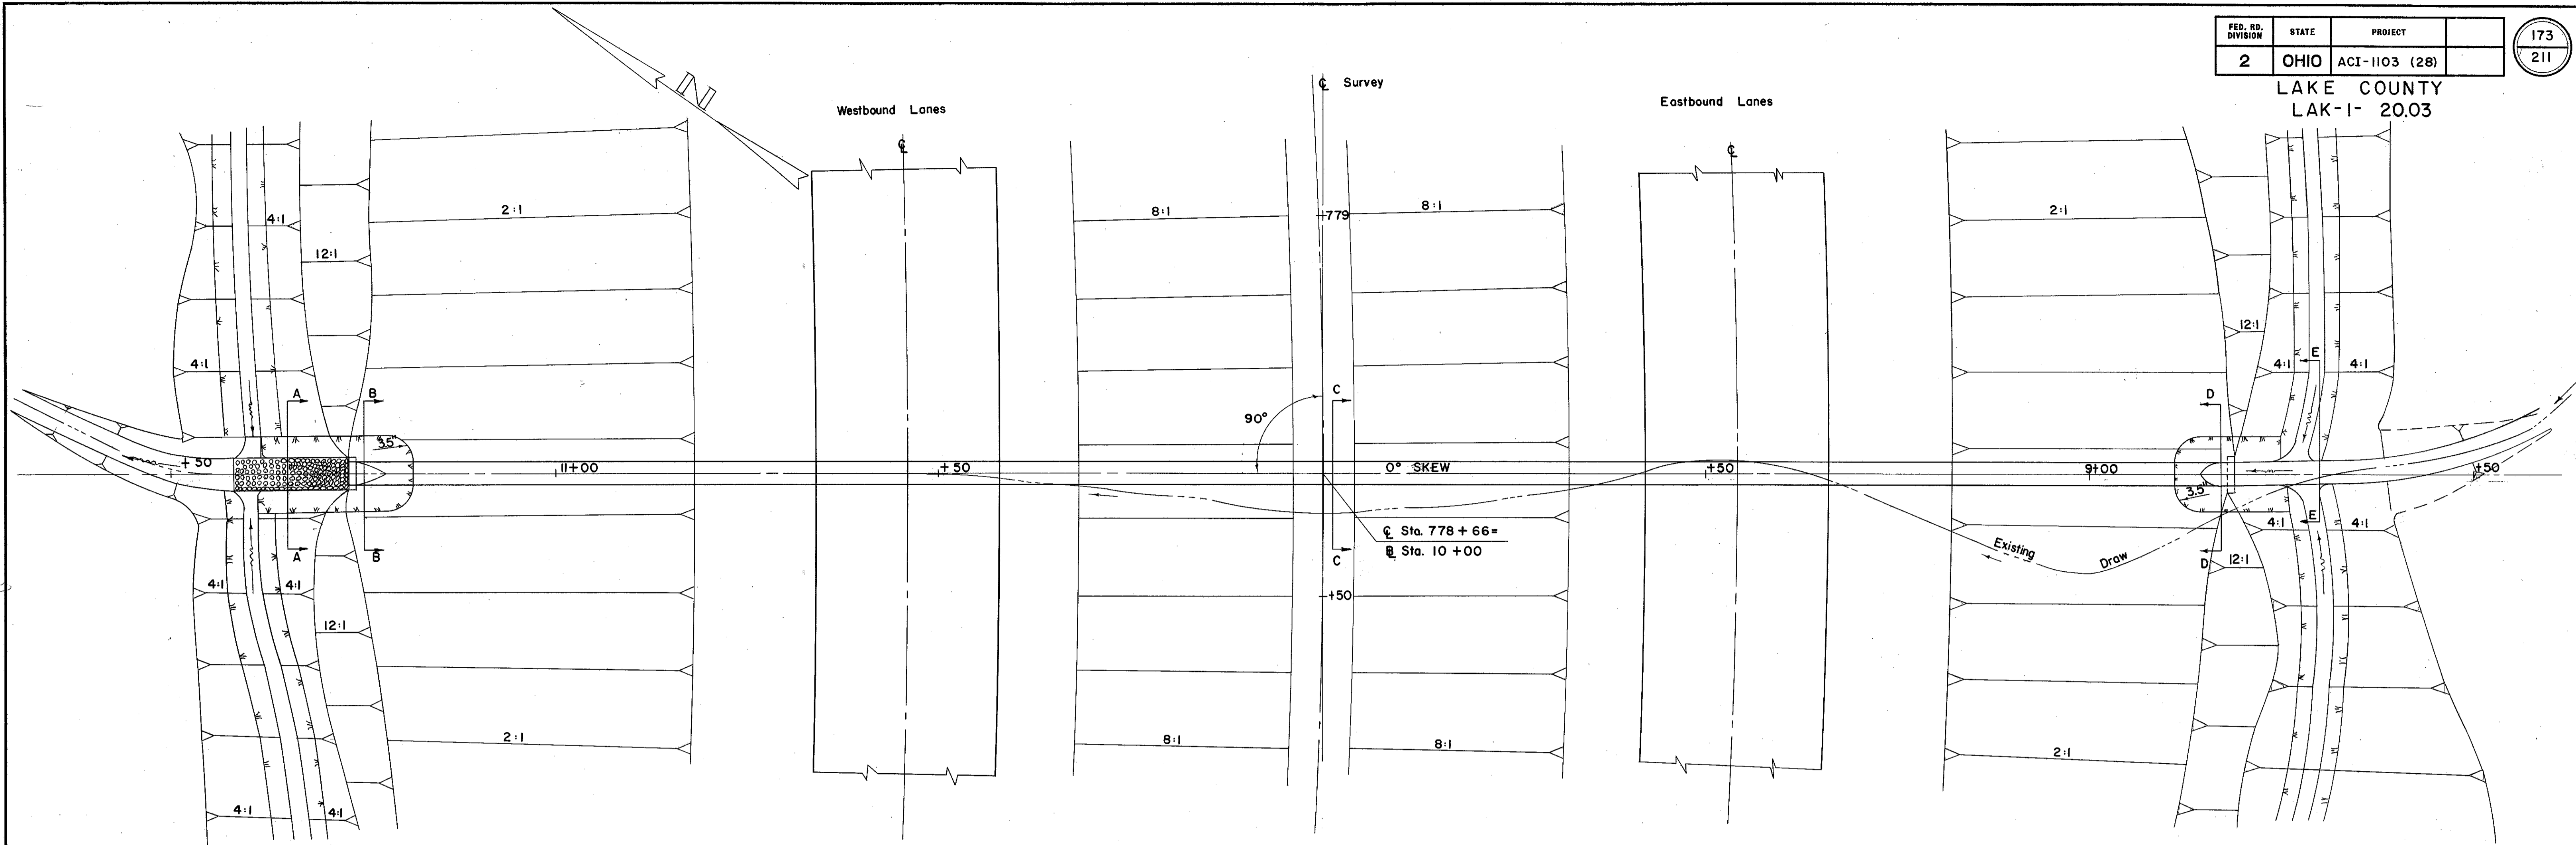 FED. RD. DIVISION STATE PROJECT
2 OHIO ACI-1103 (28)
173
211
LAKE COUNTY
LAK-1- 20.03
N
Westbound Lanes
℄ Survey
Eastbound Lanes
℄
℄
4:1
2:1
8:1
+779
8:1
2:1
12:1
12:1
4:1
4:1
4:1
E
A
B
C
D
90°
3.5"
+50
11+00
+50
0° SKEW
+50
9+00
+50
3.5"
4:1
4:1
E
℄ Sta. 778 + 66=
℄ Sta. 10 + 00
A
B
C
D
Existing
Draw
12:1
4:1
4:1
+50
12:1
2:1
8:1
8:1
2:1
4:1
4:1